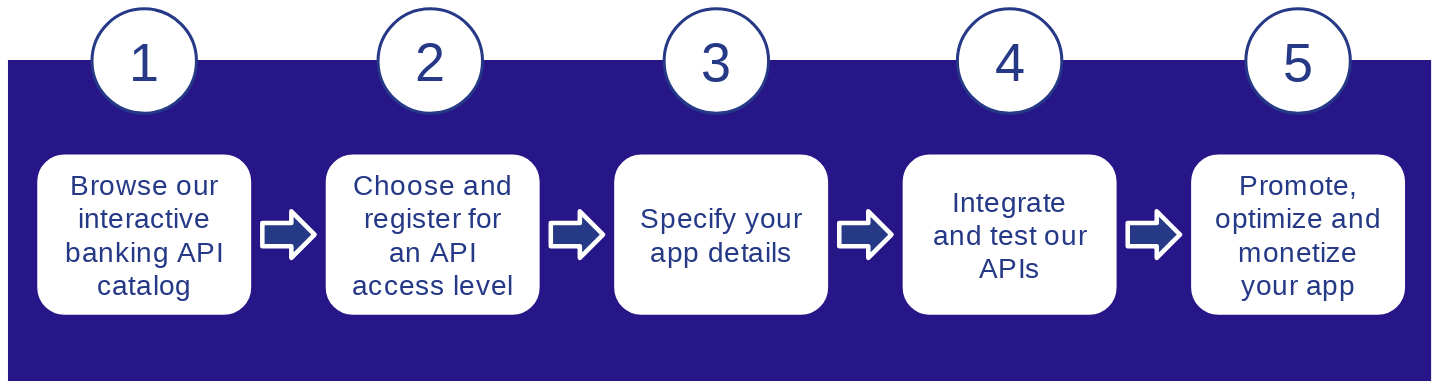 1
2
3
4
5
Browse our
interactive
banking API
catalog
Choose and
register for
an API
access level
Specify your
app details
Integrate
and test our
APIs
Promote,
optimize and
monetize
your app